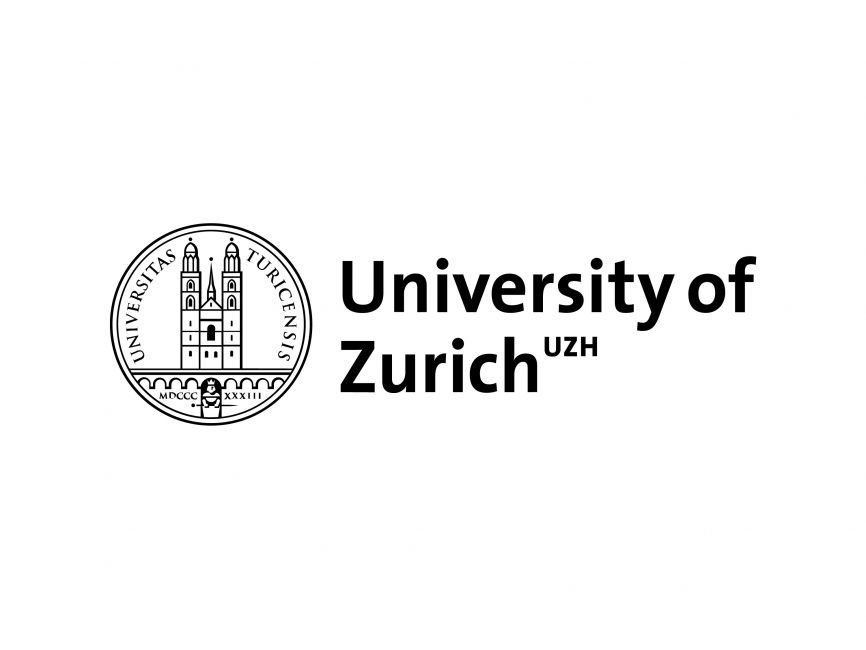 UNIVERSITAS TURICENSIS
MDCCC XXXIII
University of
Zurich UZH